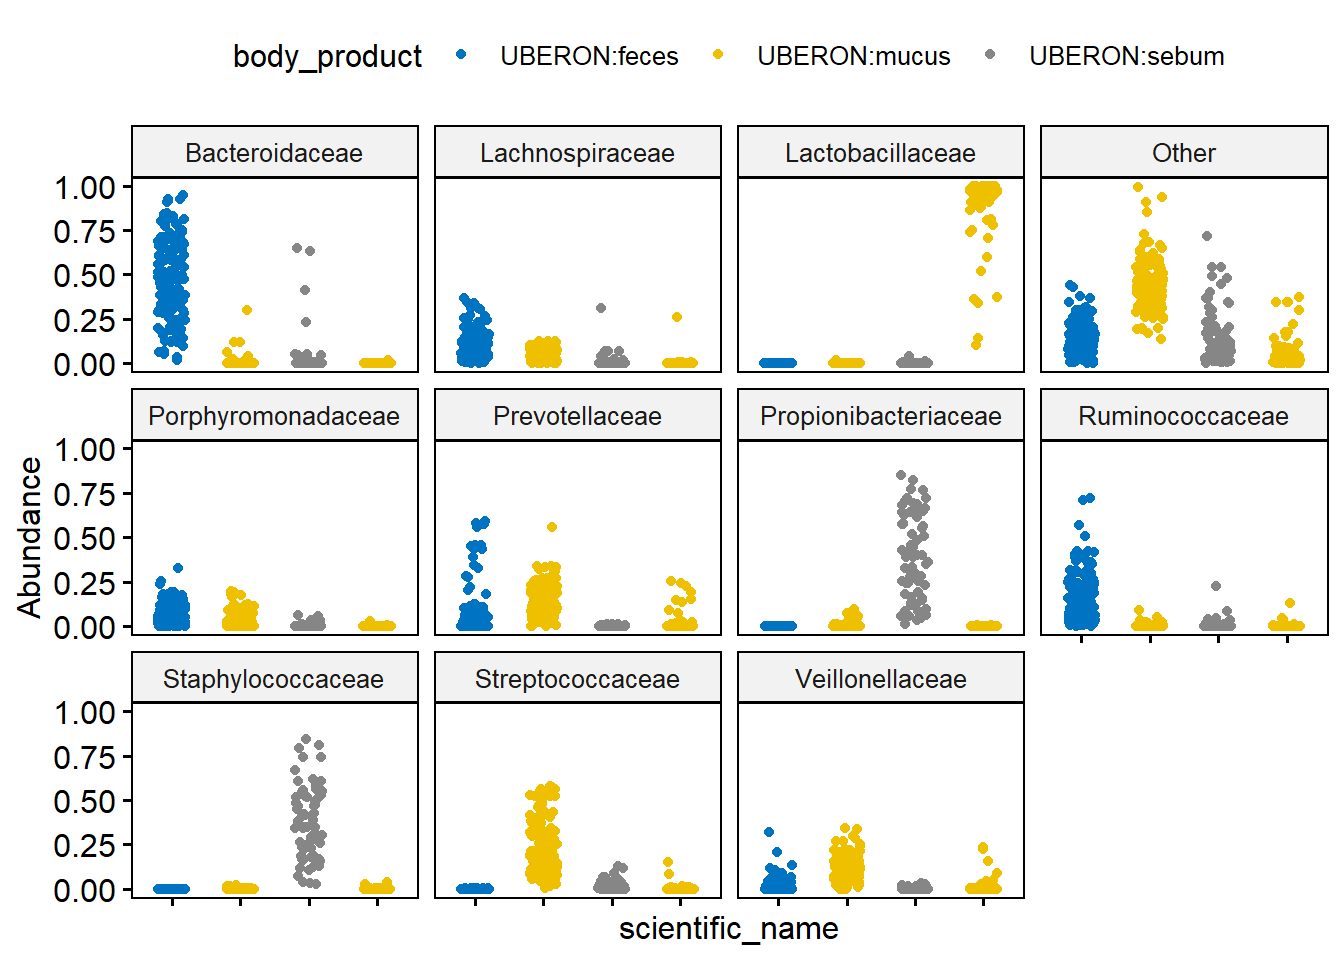 body_product UBERON:feces UBERON:mucus UBERON:sebum
Bacteroidaceae Lachnospiraceae Lactobacillaceae Other
1.00
0.75
0.50
0.25
0.00
Porphyromonadaceae Prevotellaceae Propionibacteriaceae Ruminococcaceae
1.00
0.75
0.50
0.25
0.00
Abundance
Staphylococcaceae Streptococcaceae Veillonellaceae
1.00
0.75
0.50
0.25
0.00
scientific_name